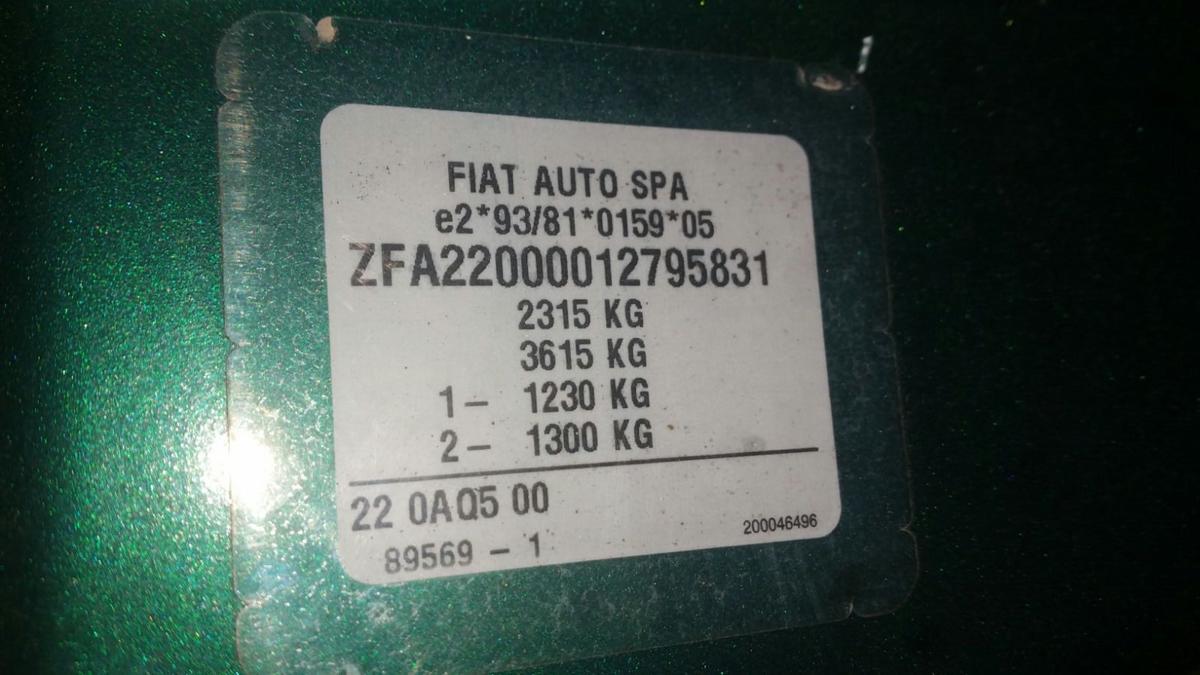 FIAT AUTO SPA
e2*93/81*0159*05
ZFA22000012795831
2315 KG
3615 KG
1- 1230 KG
2- 1300 KG
22 0AQ5 00
89569 - 1
200046496